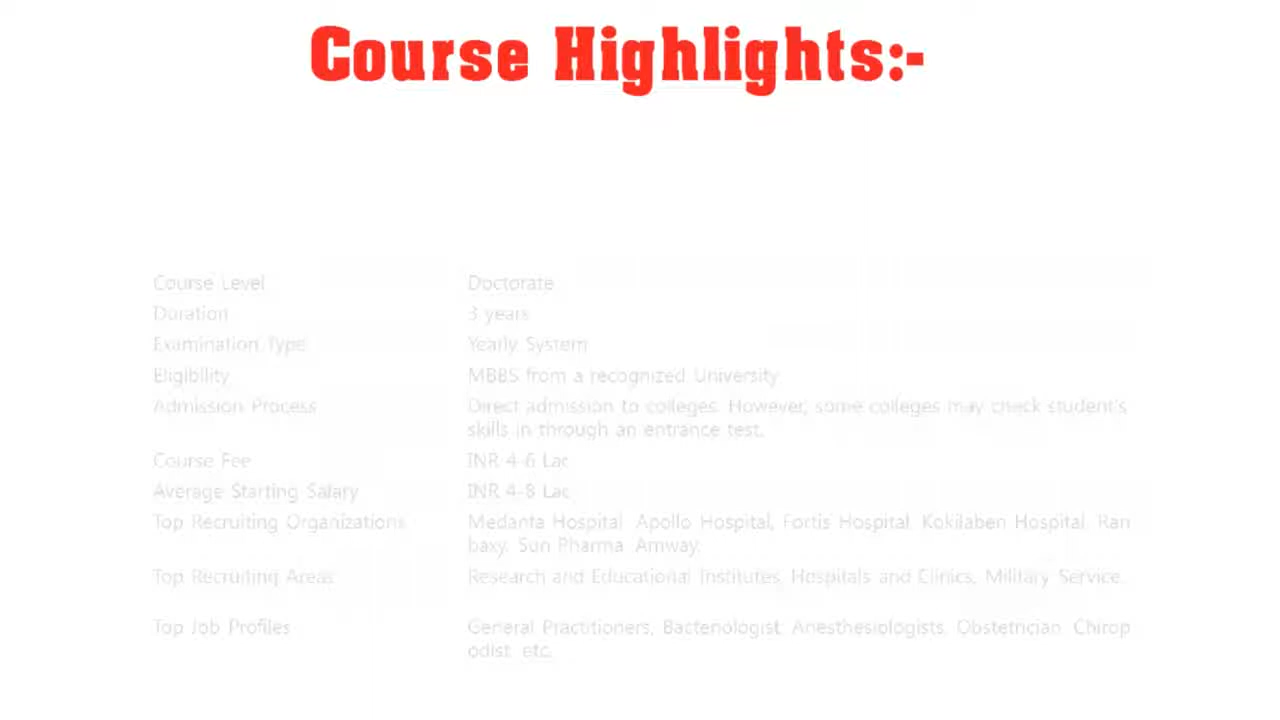 Course Highlights:-
Course Level Doctorate
Duration 3 years
Examination Type Yearly System
Eligibility MBBS from a recognized University
Admission Process Direct admission to colleges. However, some colleges may check student's
skills in through an entrance test.
Course Fee INR 4-6 Lac
Average Starting Salary INR 4-8 Lac
Top Recruiting Organizations Medanta Hospital, Apollo Hospital, Fortis Hospital, Kokilaben Hospital, Ran
baxy, Sun Pharma, Amway.
Top Recruiting Areas Research and Educational Institutes, Hospitals and Clinics, Military Service.
Top Job Profiles General Practitioners, Bacteriologist, Anesthesiologists, Obstetrician, Chirop
odist, etc.